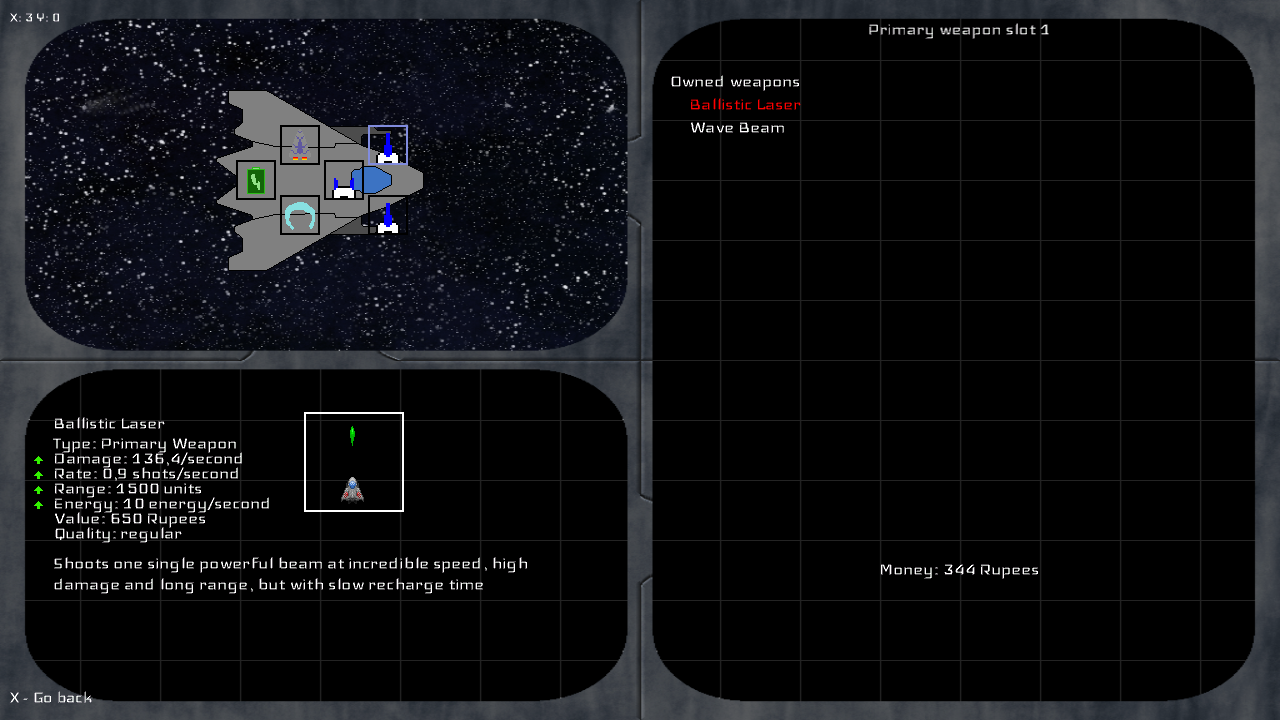 X: 3 Y: 0
Primary weapon slot 1
Owned weapons
Ballistic Laser
Wave Beam
Ballistic Laser
Type: Primary Weapon
Damage: 136,4/second
Rate: 0,9 shots/second
Range: 1500 units
Energy: 10 energy/second
Value: 650 Rupees
Quality: regular
Shoots one single powerful beam at incredible speed, high
damage and long range, but with slow recharge time
Money: 344 Rupees
X - Go back